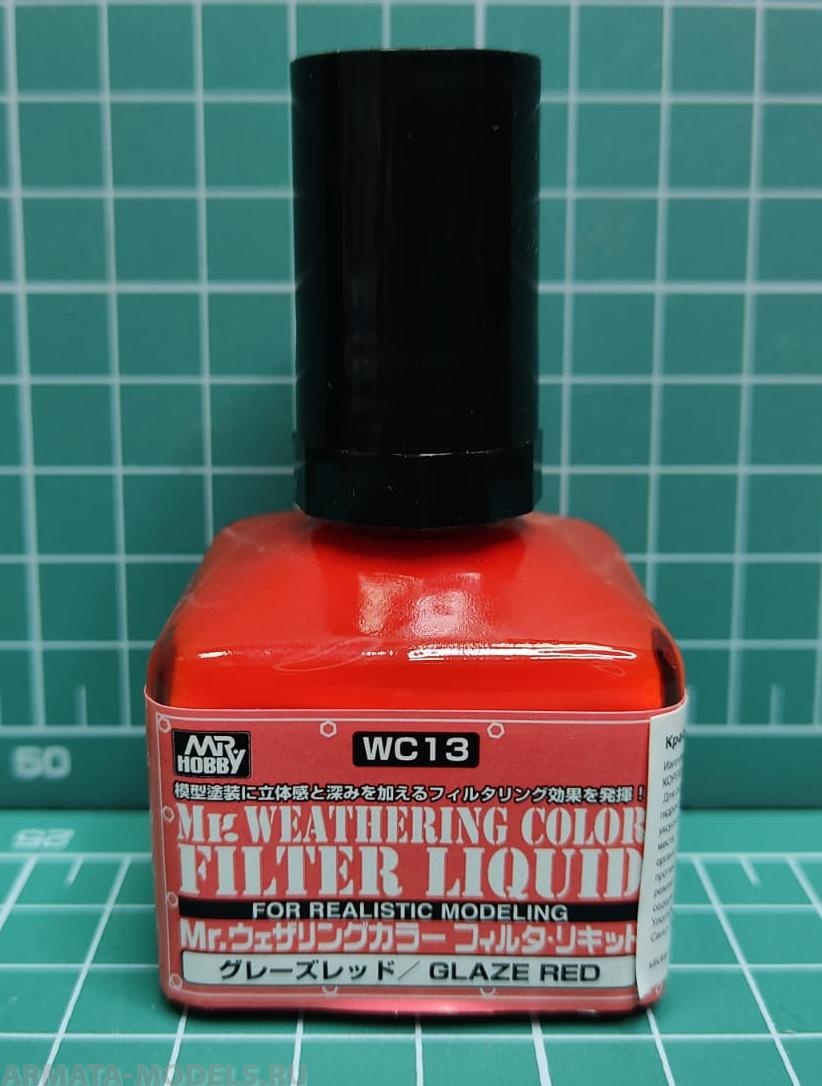 50
25
MR.
HOBBY
WC13
模型塗装に立体感と深みを加えるフィルタリング効果を発揮！
Mr. WEATHERING COLOR
FILTER LIQUID
FOR REALISTIC MODELING
Mr.ウェザリングカラー フィルタ・リキッド
グレーズレッド／ GLAZE RED
ARMATA-MODELS.RU